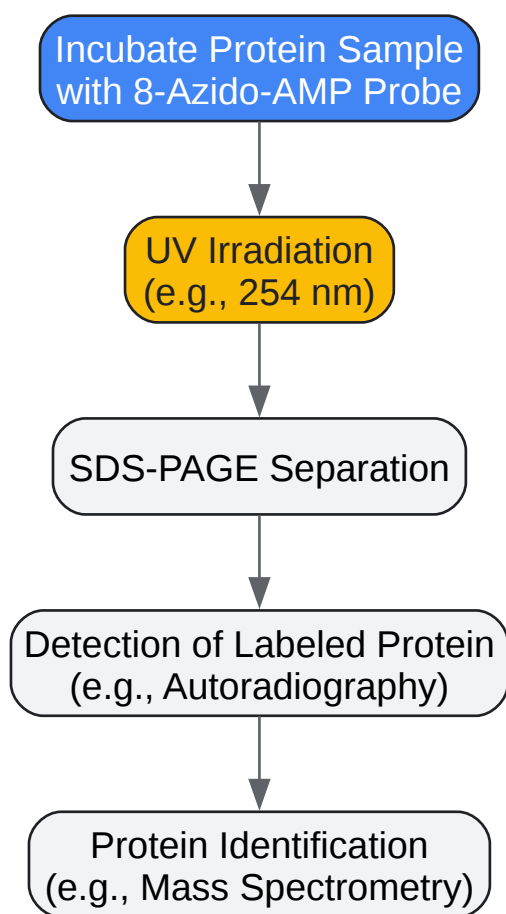 Incubate Protein Sample
with 8-Azido-AMP Probe
UV Irradiation
(e.g., 254 nm)
SDS-PAGE Separation
Detection of Labeled Protein
(e.g., Autoradiography)
Protein Identification
(e.g., Mass Spectrometry)